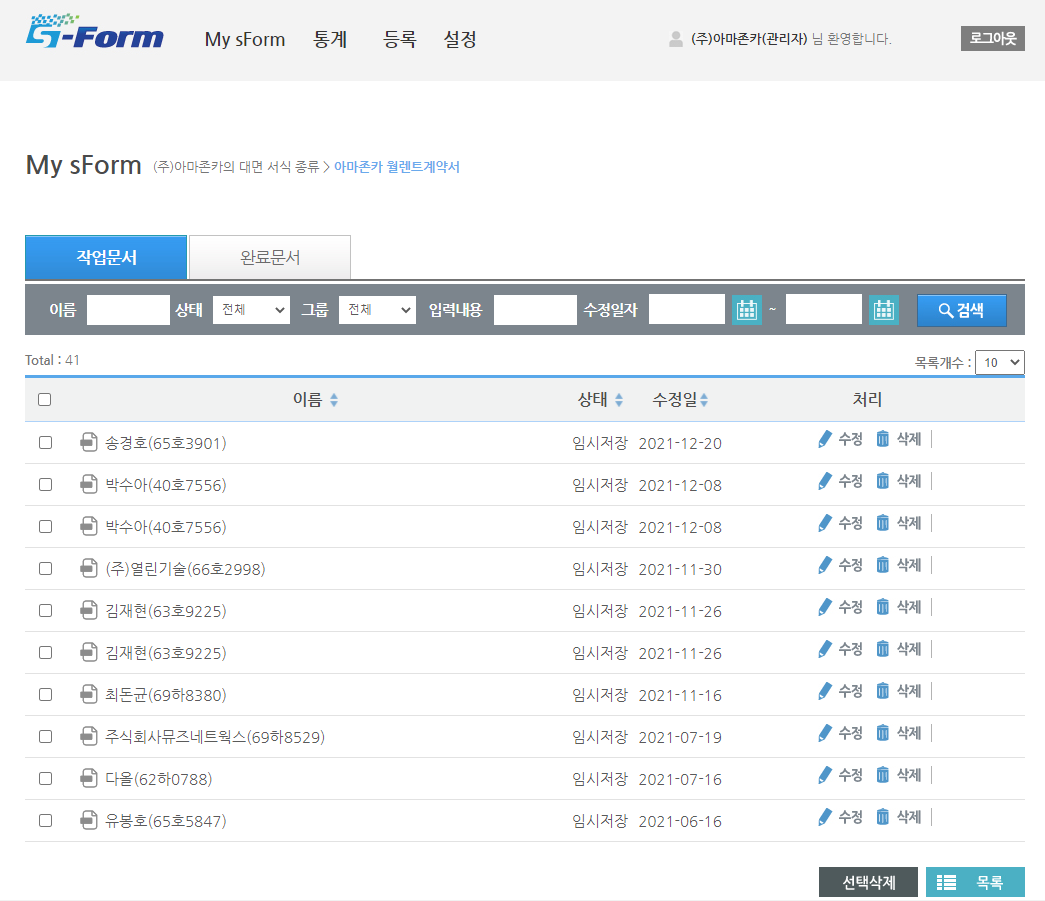 S-Form My sForm 통계 등록 설정 (주)아마존카(관리자) 님 환영합니다. 로그아웃
My sForm (주)아마존카의 대면 서식 종류 > 아마존카 월렌트계약서
작업문서 완료문서
이름 상태 전체 그룹 전체 입력내용 수정일자 ~ 검색
Total : 41 목록개수 : 10
이름 상태 수정일 처리
송경호(65호3901) 임시저장 2021-12-20 수정 삭제
박수아(40호7556) 임시저장 2021-12-08 수정 삭제
박수아(40호7556) 임시저장 2021-12-08 수정 삭제
(주)열린기술(66호2998) 임시저장 2021-11-30 수정 삭제
김재현(63호9225) 임시저장 2021-11-26 수정 삭제
김재현(63호9225) 임시저장 2021-11-26 수정 삭제
최돈균(69하8380) 임시저장 2021-11-16 수정 삭제
주식회사뮤즈네트웍스(69하8529) 임시저장 2021-07-19 수정 삭제
다올(62하0788) 임시저장 2021-07-16 수정 삭제
유봉호(65호5847) 임시저장 2021-06-16 수정 삭제
선택삭제 목록